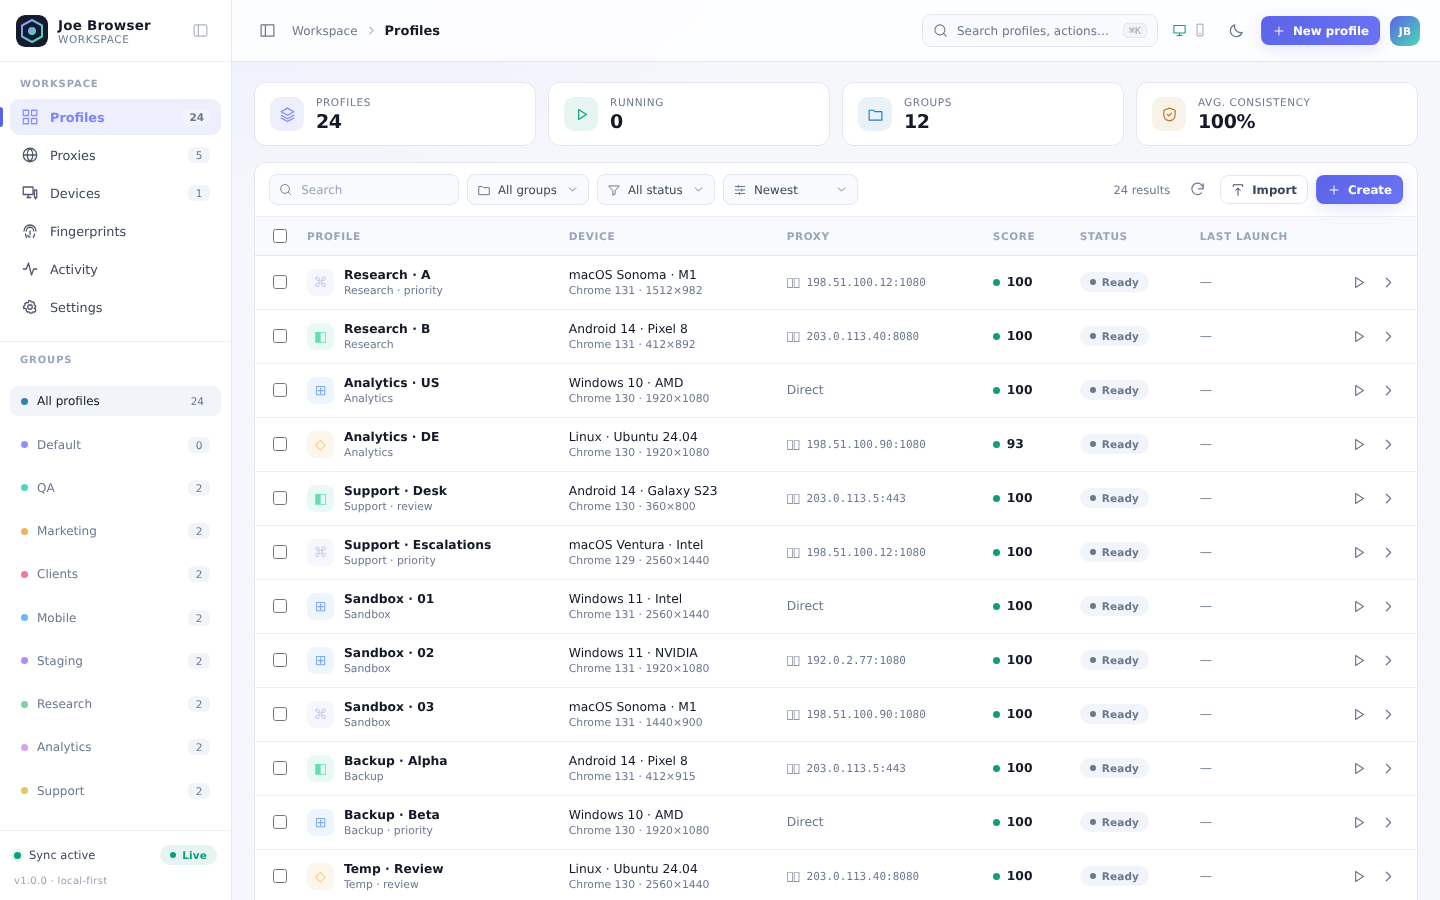 Joe Browser
WORKSPACE
Workspace
Profiles
Search profiles, actions...
⌘K
New profile
JB
WORKSPACE
Profiles 24
Proxies 5
Devices 1
Fingerprints
Activity
Settings
GROUPS
All profiles 24
Default 0
QA 2
Marketing 2
Clients 2
Mobile 2
Staging 2
Research 2
Analytics 2
Support 2
Sync active
Live
v1.0.0 · local-first
PROFILES
24
RUNNING
0
GROUPS
12
AVG. CONSISTENCY
100%
Search
All groups
All status
Newest
24 results
Import
Create
PROFILE DEVICE PROXY SCORE STATUS LAST LAUNCH
Research · A macOS Sonoma · M1 198.51.100.12:1080 100 Ready —
Research · priority Chrome 131 · 1512×982
Research · B Android 14 · Pixel 8 203.0.113.40:8080 100 Ready —
Research Chrome 131 · 412×892
Analytics · US Windows 10 · AMD Direct 100 Ready —
Analytics Chrome 130 · 1920×1080
Analytics · DE Linux · Ubuntu 24.04 198.51.100.90:1080 93 Ready —
Analytics Chrome 130 · 1920×1080
Support · Desk Android 14 · Galaxy S23 203.0.113.5:443 100 Ready —
Support · review Chrome 130 · 360×800
Support · Escalations macOS Ventura · Intel 198.51.100.12:1080 100 Ready —
Support · priority Chrome 129 · 2560×1440
Sandbox · 01 Windows 11 · Intel Direct 100 Ready —
Sandbox Chrome 131 · 2560×1440
Sandbox · 02 Windows 11 · NVIDIA 192.0.2.77:1080 100 Ready —
Sandbox Chrome 131 · 1920×1080
Sandbox · 03 macOS Sonoma · M1 198.51.100.90:1080 100 Ready —
Sandbox Chrome 131 · 1440×900
Backup · Alpha Android 14 · Pixel 8 203.0.113.5:443 100 Ready —
Backup Chrome 131 · 412×915
Backup · Beta Windows 10 · AMD Direct 100 Ready —
Backup · priority Chrome 130 · 1920×1080
Temp · Review Linux · Ubuntu 24.04 203.0.113.40:8080 100 Ready —
Temp · review Chrome 130 · 2560×1440